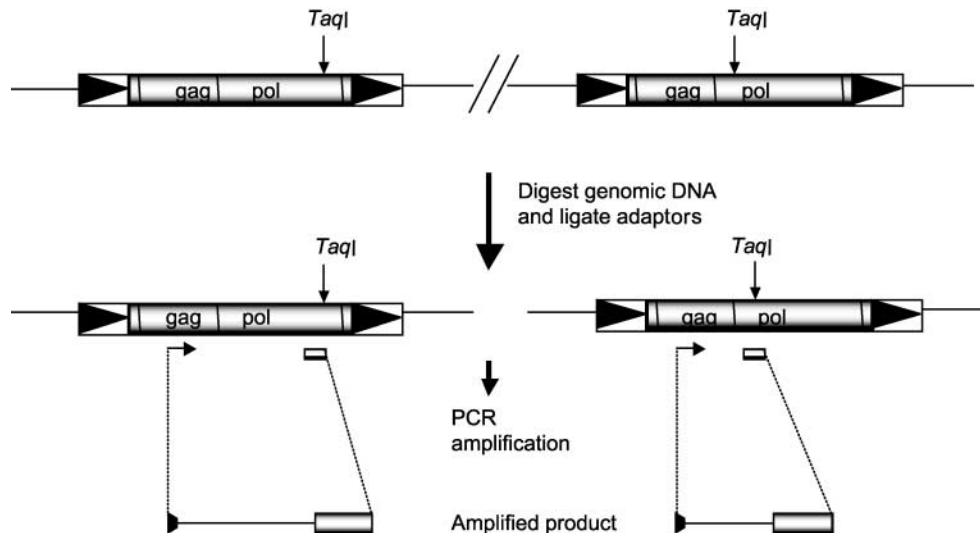 TaqI
TaqI
gag pol
gag pol
Digest genomic DNA
and ligate adaptors
TaqI
TaqI
gag pol
gag pol
PCR
amplification
Amplified product